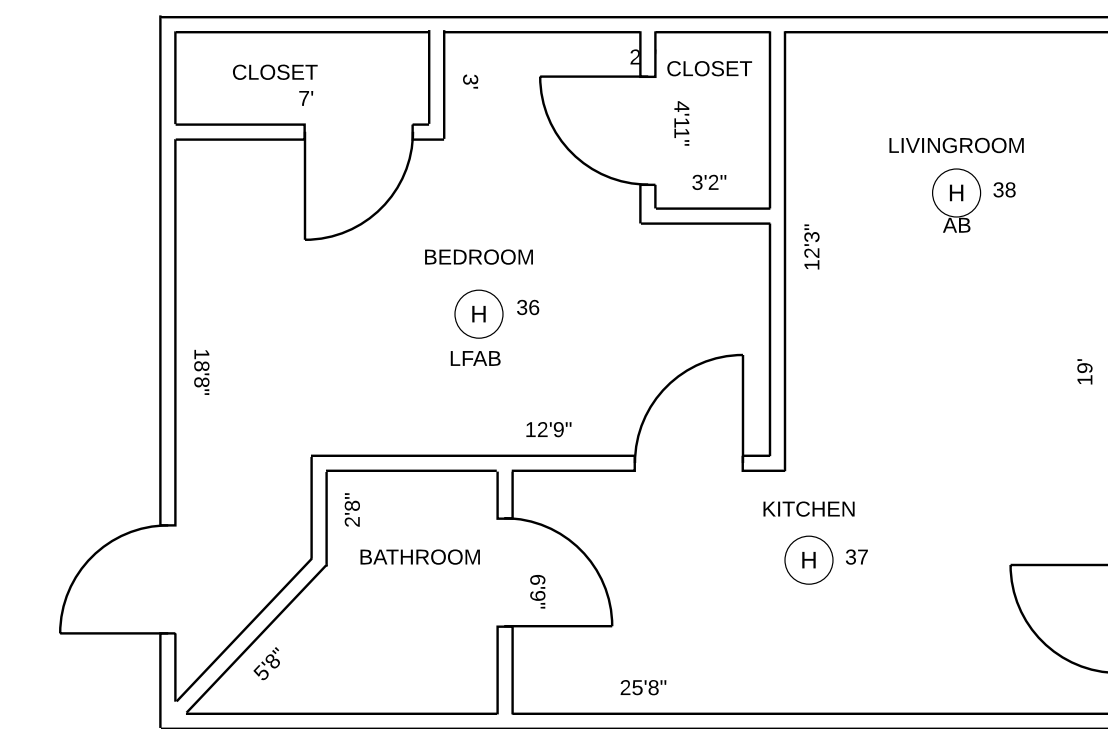 CLOSET
7'
3'
2
CLOSET
4'11"
3'2"
LIVINGROOM
H 38
AB
12'3"
BEDROOM
H 36
LFAB
18'8"
19'
12'9"
2'8"
BATHROOM
6'9"
KITCHEN
H 37
5'8"
25'8"